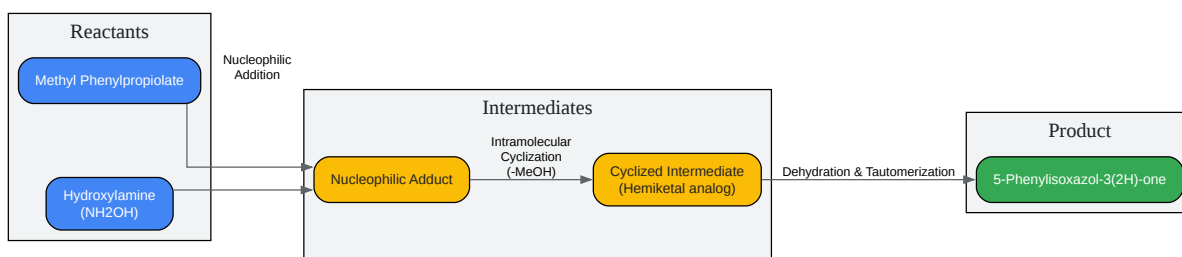 Reactants
Methyl Phenylpropiolate
Hydroxylamine
(NH2OH)
Nucleophilic
Addition
Intermediates
Nucleophilic Adduct
Intramolecular
Cyclization
(-MeOH)
Cyclized Intermediate
(Hemiketal analog)
Dehydration & Tautomerization
Product
5-Phenylisoxazol-3(2H)-one